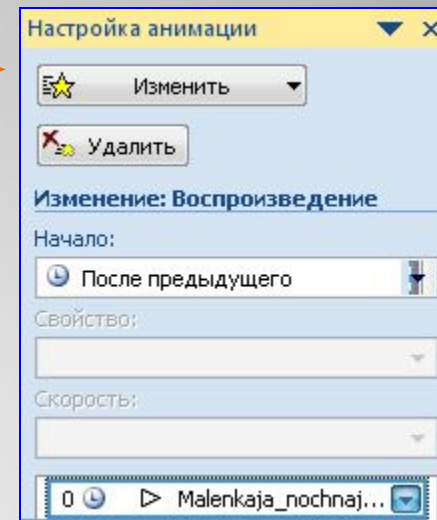 Настройка анимации
Изменить
Удалить
Изменение: Воспроизведение
Начало:
После предыдущего
Свойство:
Скорость:
0 Malenkaja_nochnaj...